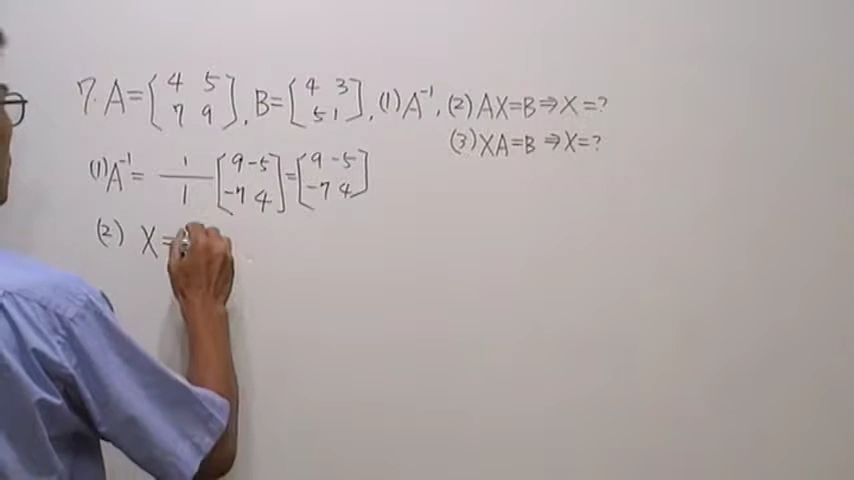 7. A=[4 5 7 9], B=[4 3 5 1], (1) A⁻¹, (2) AX=B ⇒ X=?
(3) XA=B ⇒ X=?
(1) A⁻¹ = 1/1 [9 -5 -7 4] = [9 -5 -7 4]
(2) X=